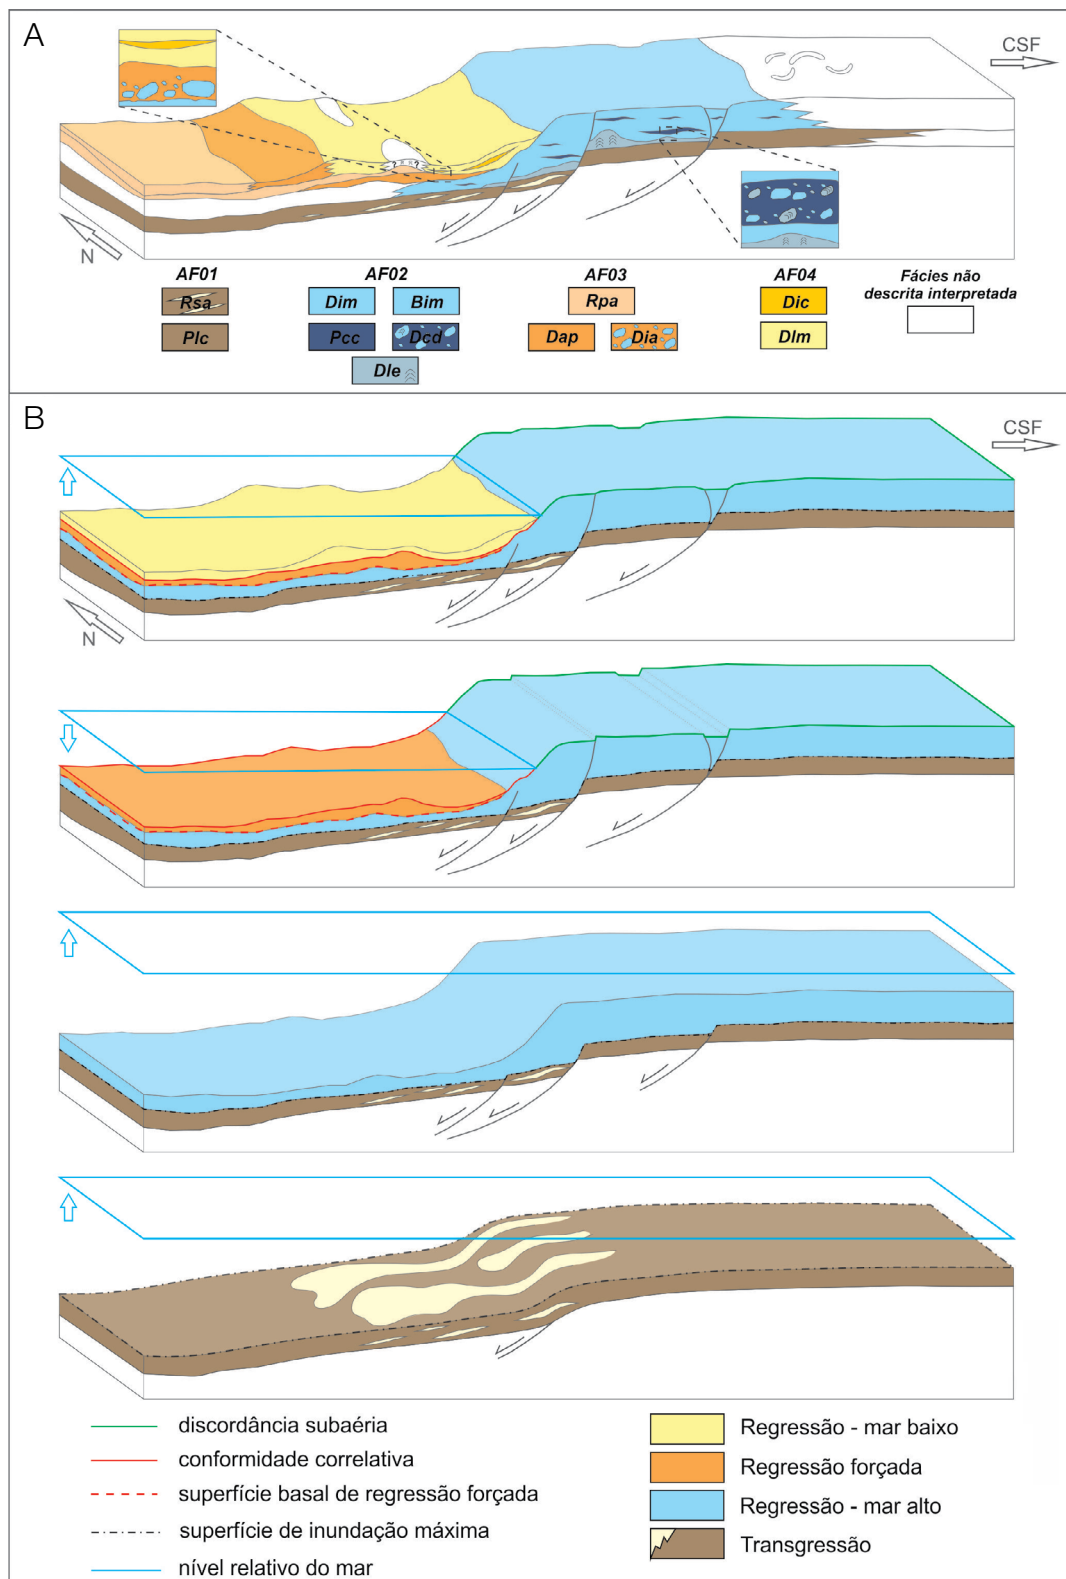 A
CSF
N
AF01
AF02
AF03
AF04
Fácies não
descrita interpretada
Rsa
Dim
Bim
Rpa
Dic
Plc
Pcc
Dcd
Dap
Dia
Dlm
Dle
B
CSF
N
discordância subaéria
conformidade correlativa
superfície basal de regressão forçada
superfície de inundação máxima
nível relativo do mar
Regressão - mar baixo
Regressão forçada
Regressão - mar alto
Transgressão